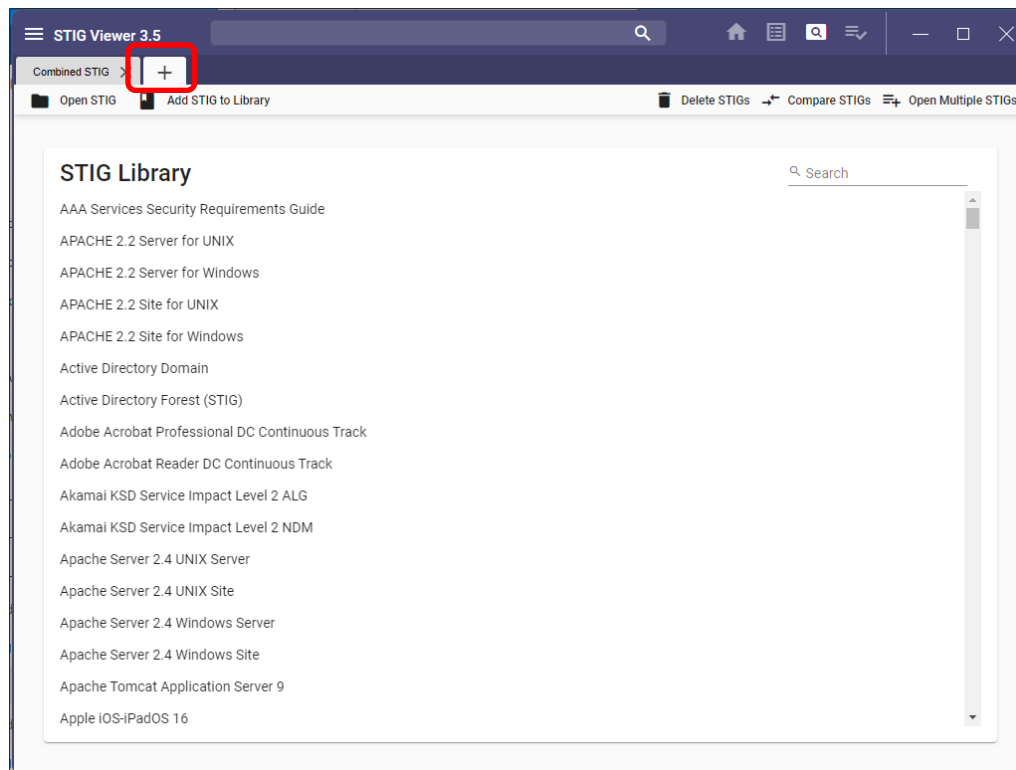 STIG Viewer 3.5
Combined STIG
Open STIG Add STIG to Library Delete STIGs Compare STIGs Open Multiple STIGs
STIG Library Search
AAA Services Security Requirements Guide
APACHE 2.2 Server for UNIX
APACHE 2.2 Server for Windows
APACHE 2.2 Site for UNIX
APACHE 2.2 Site for Windows
Active Directory Domain
Active Directory Forest (STIG)
Adobe Acrobat Professional DC Continuous Track
Adobe Acrobat Reader DC Continuous Track
Akamai KSD Service Impact Level 2 ALG
Akamai KSD Service Impact Level 2 NDM
Apache Server 2.4 UNIX Server
Apache Server 2.4 UNIX Site
Apache Server 2.4 Windows Server
Apache Server 2.4 Windows Site
Apache Tomcat Application Server 9
Apple iOS-iPadOS 16